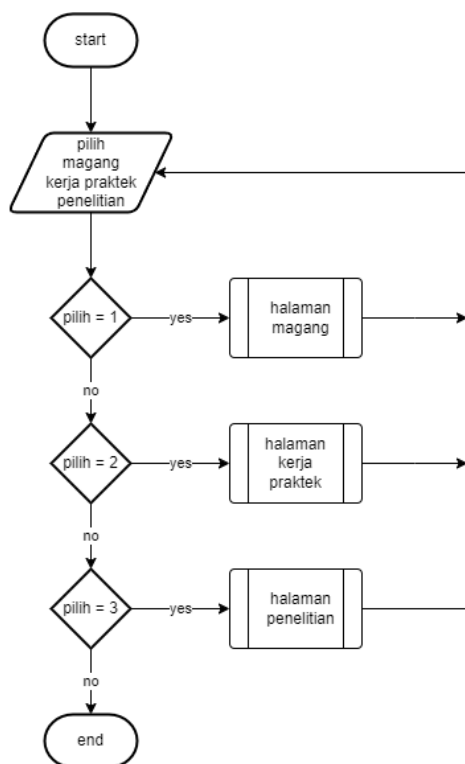 start
pilih
magang
kerja praktek
penelitian
pilih = 1
yes
halaman
magang
no
pilih = 2
yes
halaman
kerja
praktek
no
pilih = 3
yes
halaman
penelitian
no
end